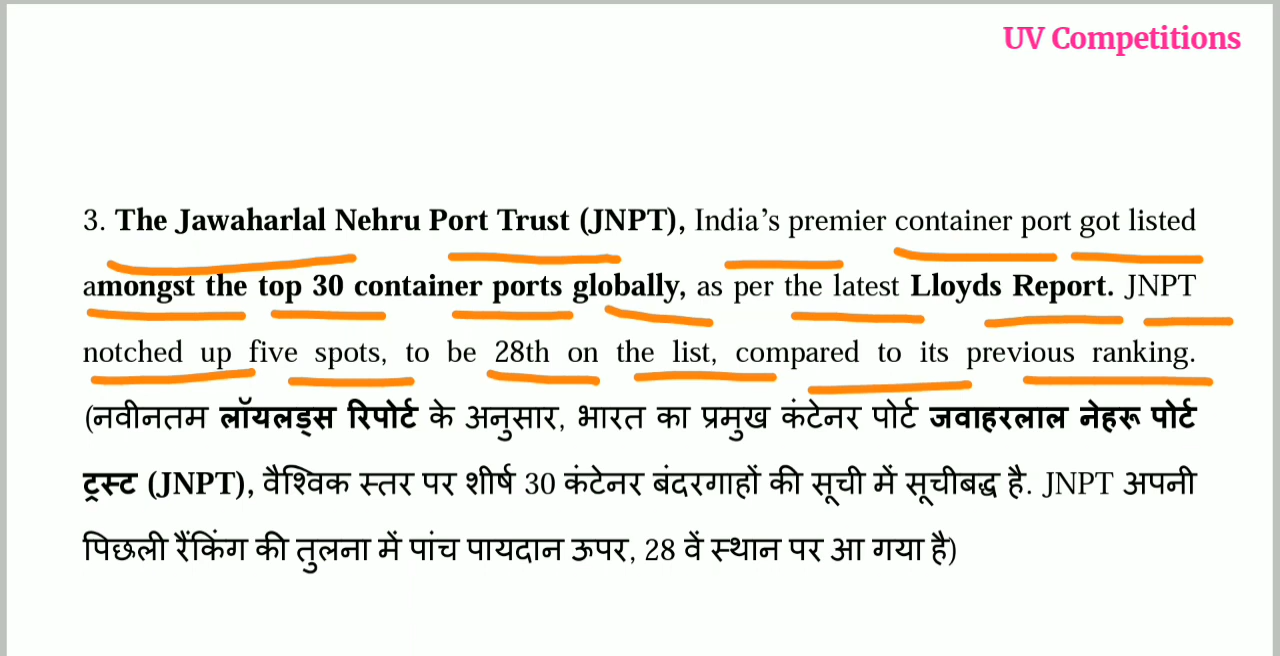 UV Competitions
3. The Jawaharlal Nehru Port Trust (JNPT), India’s premier container port got listed
amongst the top 30 container ports globally, as per the latest Lloyds Report. JNPT
notched up five spots, to be 28th on the list, compared to its previous ranking.
(नवीनतम लॉयलड्स रिपोर्ट के अनुसार, भारत का प्रमुख कंटेनर पोर्ट जवाहरलाल नेहरू पोर्ट
ट्रस्ट (JNPT), वैश्विक स्तर पर शीर्ष 30 कंटेनर बंदरगाहों की सूची में सूचीबद्ध है. JNPT अपनी
पिछली रैंकिंग की तुलना में पांच पायदान ऊपर, 28 वें स्थान पर आ गया है)